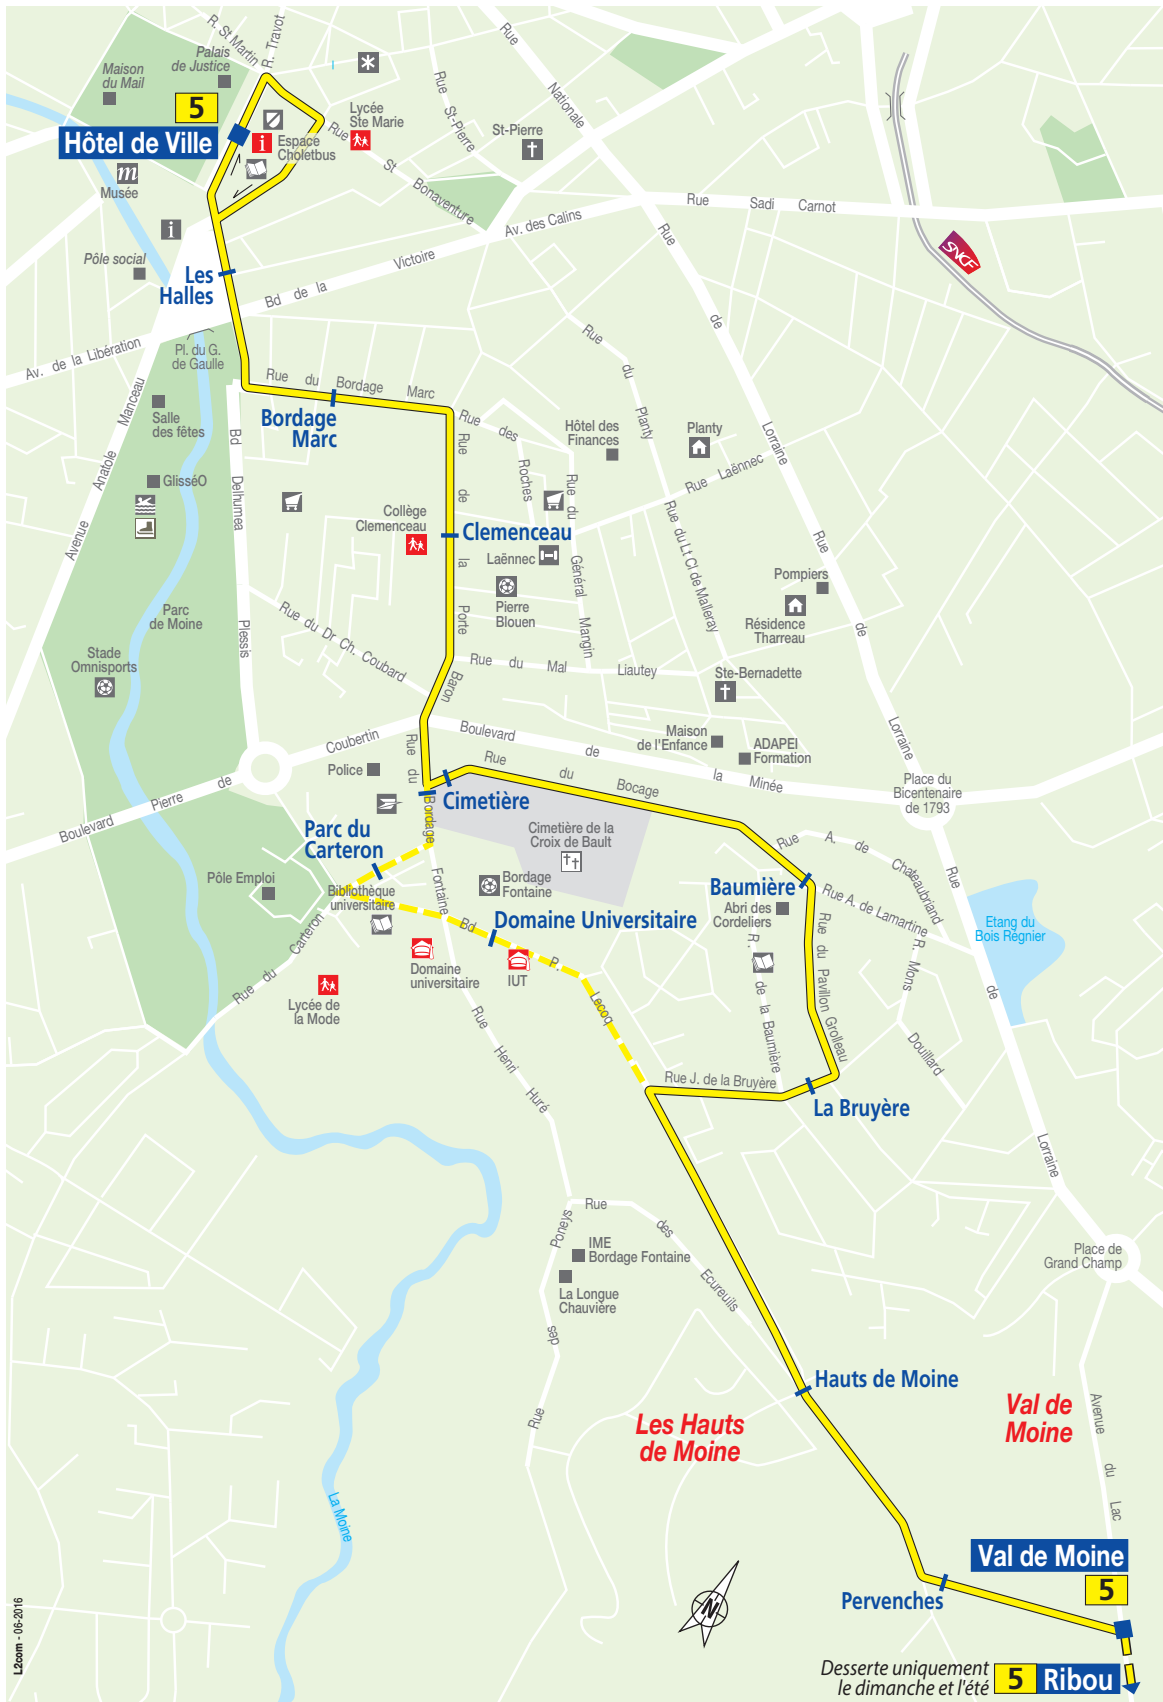 R. St Martin
R. Travot
Palais
de Justice
Maison
du Mail
5
Hôtel de Ville
i
Espace
Choletbus
Lycée
Ste Marie
Rue
St
Bonaventure
Rue
St-Pierre
St-Pierre
Rue
Nationale
m
Musée
i
Pôle social
Les
Halles
Av. des Calins
Rue Sadi Carnot
SNCF
Bd de la Victoire
Av. de la Libération
Pl. du G.
de Gaulle
Rue
de
Lorraine
Rue
de
Lorraine
Rue
de
Lorraine
Rue du Bordage Marc
Bordage
Marc
Rue
du
Planty
Salle
des fêtes
GlisséO
Avenue Anatole Manceau
Bd
Delhumea
Plessis
Rue des
Roches
Hôtel des
Finances
Planty
Rue Laënnec
Rue du
Général
Mangin
Rue de la Porte Baron
Collège
Clemenceau
Clemenceau
Laënnec
Pierre
Blouen
Rue du Lt Cl de Malleray
Pompiers
Résidence
Tharreau
Parc
de Moine
Stade
Omnisports
Rue du Dr Ch. Coubard
Rue du Mal Liautey
Ste-Bernadette
Boulevard Pierre de Coubertin
Boulevard de la Minée
Maison
de l'Enfance
ADAPEI
Formation
Place du
Bicentenaire
de 1793
Police
Rue du
Bordage
Fontaine
Rue du Bocage
Cimetière
Cimetière de la
Croix de Bault
Parc du
Carteron
Pôle Emploi
Bibliothèque
universitaire
Bordage
Fontaine
Domaine Universitaire
Baumière
Abri des
Cordeliers
Rue A. de Chateaubriand
Rue A. de Lamartine
R. Mons
Douillard
Etang du
Bois Régnier
Rue du Carteron
Lycée de
la Mode
Domaine
universitaire
IUT
Bd P. Lecoq
R. de la Baumière
Rue du Pavillon Grolleau
Rue J. de la Bruyère
La Bruyère
Rue
Henri
Huré
Rue des Ecureuils
Rue
des
Poneys
IME
Bordage Fontaine
La Longue
Chauvière
Place de
Grand Champ
Hauts de Moine
Les Hauts
de Moine
Val de
Moine
Avenue
du
Lac
La Moine
Val de Moine
5
Pervenches
N
Desserte uniquement
le dimanche et l'été
5 Ribou
L2com - 06-2016